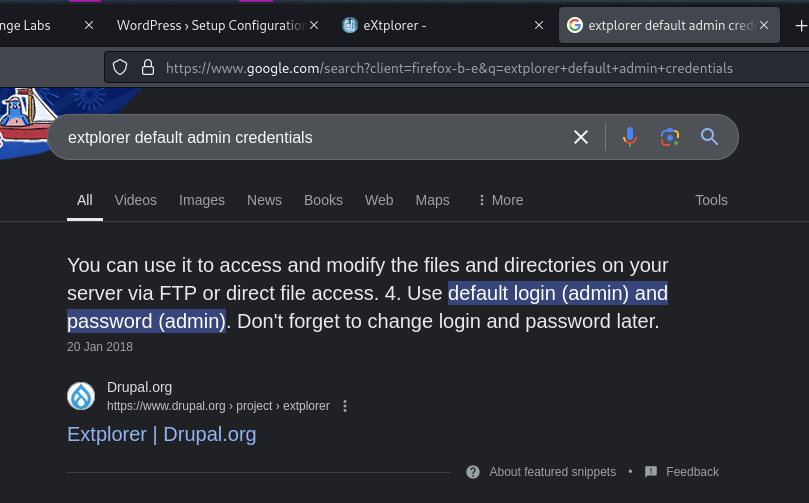 nge Labs
WordPress › Setup Configuration
eXtplorer -
extplorer default admin cred
https://www.google.com/search?client=firefox-b-e&q=extplorer+default+admin+credentials
extplorer default admin credentials
All Videos Images News Books Web Maps More Tools
You can use it to access and modify the files and directories on your
server via FTP or direct file access. 4. Use default login (admin) and
password (admin). Don't forget to change login and password later.
20 Jan 2018
Drupal.org
https://www.drupal.org › project › extplorer
Extplorer | Drupal.org
About featured snippets • Feedback